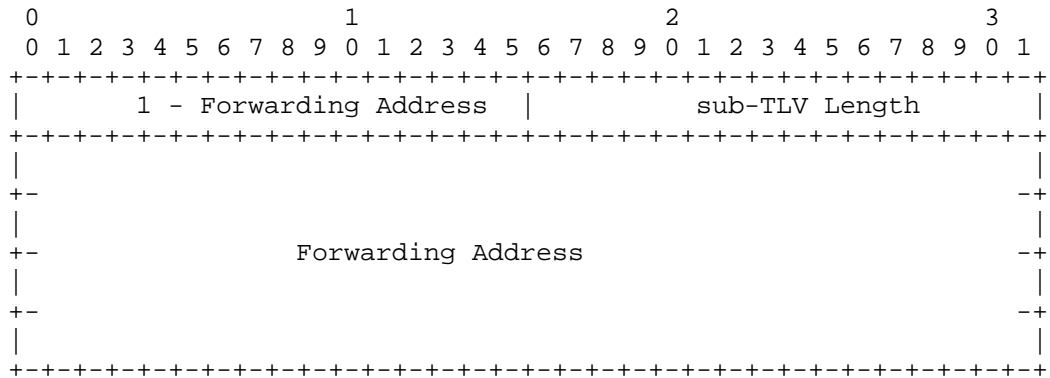 0                   1                   2                   3
 0 1 2 3 4 5 6 7 8 9 0 1 2 3 4 5 6 7 8 9 0 1 2 3 4 5 6 7 8 9 0 1
+-+-+-+-+-+-+-+-+-+-+-+-+-+-+-+-+-+-+-+-+-+-+-+-+-+-+-+-+-+-+-+-+
|       1 - Forwarding Address  |          sub-TLV Length       |
+-+-+-+-+-+-+-+-+-+-+-+-+-+-+-+-+-+-+-+-+-+-+-+-+-+-+-+-+-+-+-+-+
|                                                               |
+-                                                             -+
|                                                               |
+-                Forwarding Address                           -+
|                                                               |
+-                                                             -+
|                                                               |
+-+-+-+-+-+-+-+-+-+-+-+-+-+-+-+-+-+-+-+-+-+-+-+-+-+-+-+-+-+-+-+-+